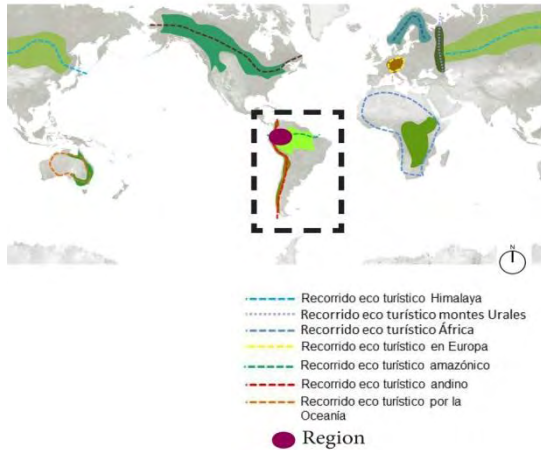 N
Recorrido eco turístico Himalaya
Recorrido eco turístico montes Urales
Recorrido eco turístico África
Recorrido eco turístico en Europa
Recorrido eco turístico amazónico
Recorrido eco turístico andino
Recorrido eco turístico por la
Oceanía
Region